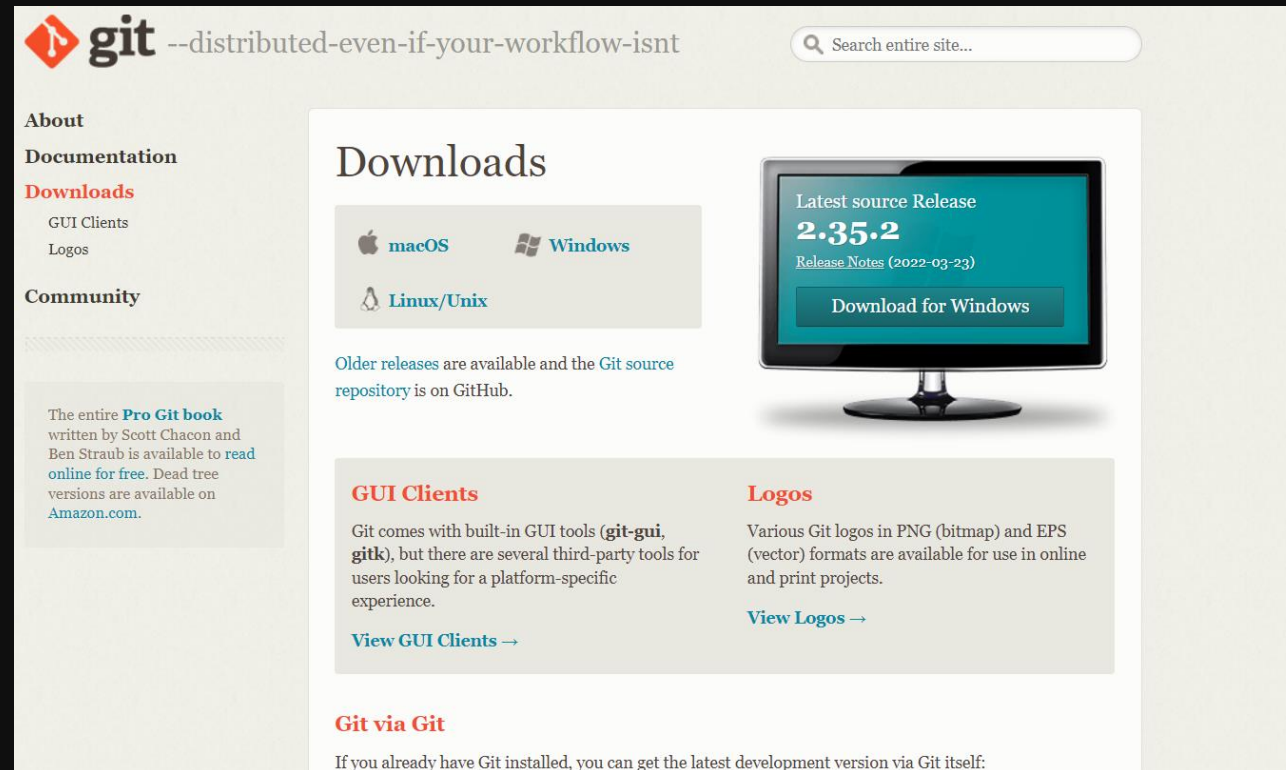 git --distributed-even-if-your-workflow-isnt
Search entire site...
About
Documentation
Downloads
GUI Clients
Logos
Community
The entire Pro Git book
written by Scott Chacon and
Ben Straub is available to read
online for free. Dead tree
versions are available on
Amazon.com.
Downloads
macOS
Windows
Linux/Unix
Older releases are available and the Git source
repository is on GitHub.
Latest source Release
2.35.2
Release Notes (2022-03-23)
Download for Windows
GUI Clients
Git comes with built-in GUI tools (git-gui,
gitk), but there are several third-party tools for
users looking for a platform-specific
experience.
View GUI Clients →
Logos
Various Git logos in PNG (bitmap) and EPS
(vector) formats are available for use in online
and print projects.
View Logos →
Git via Git
If you already have Git installed, you can get the latest development version via Git itself: